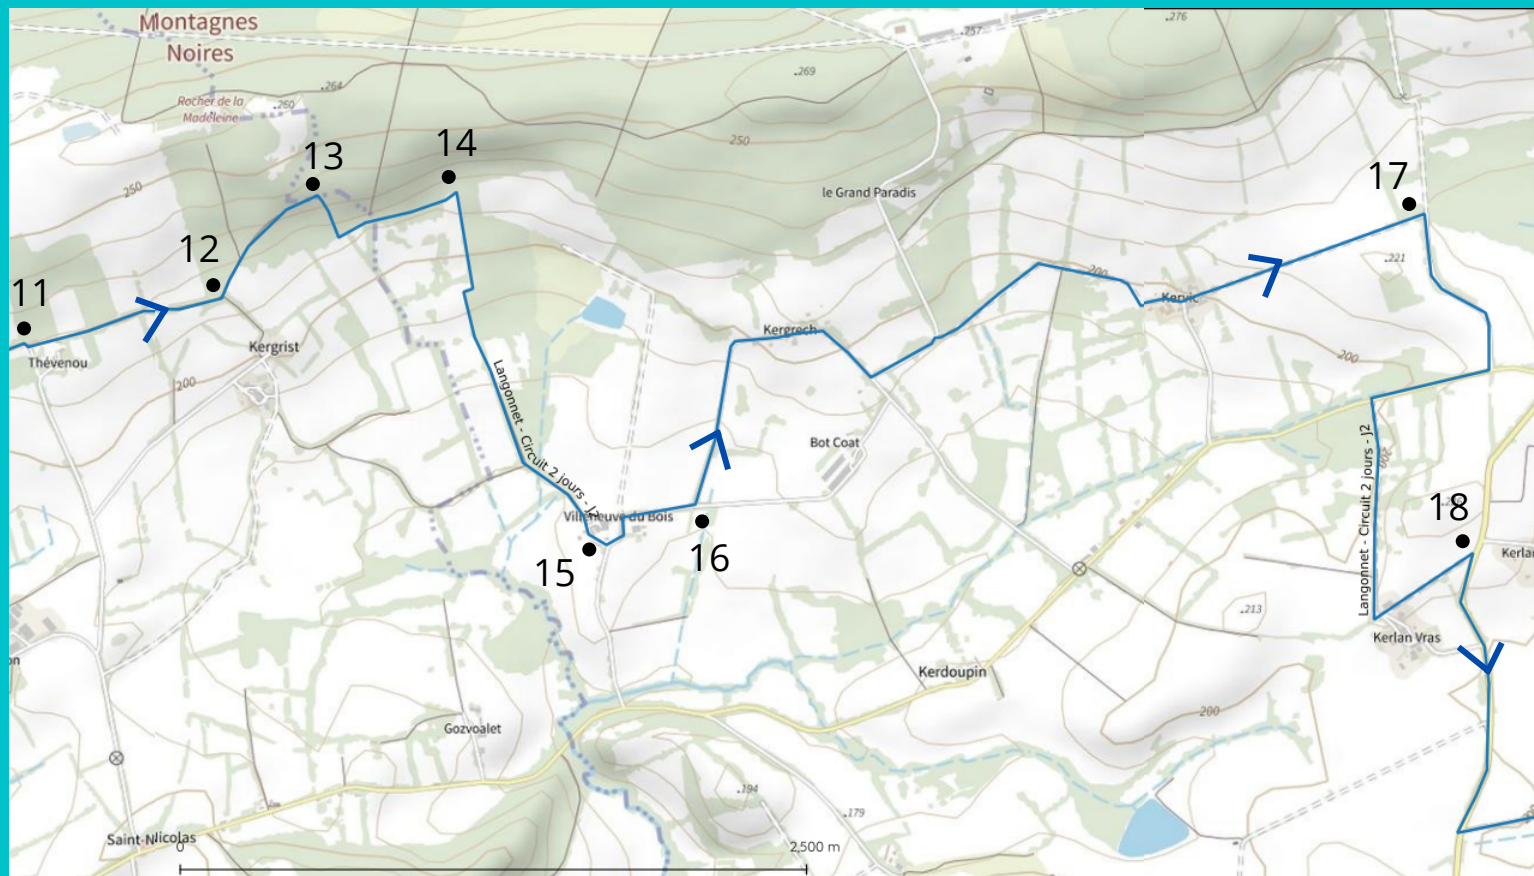 Montagnes
Noires
.276
.257
.269
.264
.260
Rocher de la
Madeleine
250
13
14
250
le Grand Paradis
17
12
11
.221
200
Kervic
Kergrech
Kergrist
Thévenou
200
200
Langonnet - Circuit 2 jours - J2
Bot Coat
Langonnet - Circuit 2 jours - J2
200
18
Villeneuve du Bois
15
16
Kerla
.213
Kerlan Vras
on
Kerdoupin
200
Gozvoalet
.194
.179
Saint-Nicolas
0
2,500 m